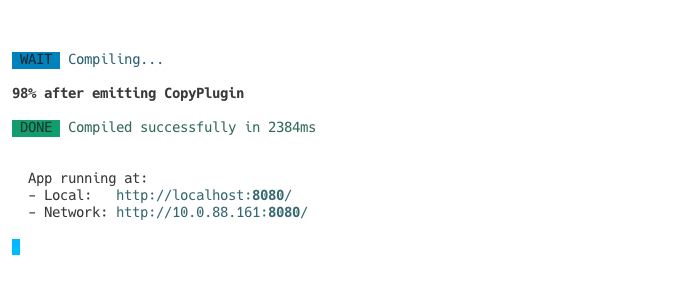 WAIT Compiling...
98% after emitting CopyPlugin
DONE Compiled successfully in 2384ms
App running at:
- Local: http://localhost:8080/
- Network: http://10.0.88.161:8080/